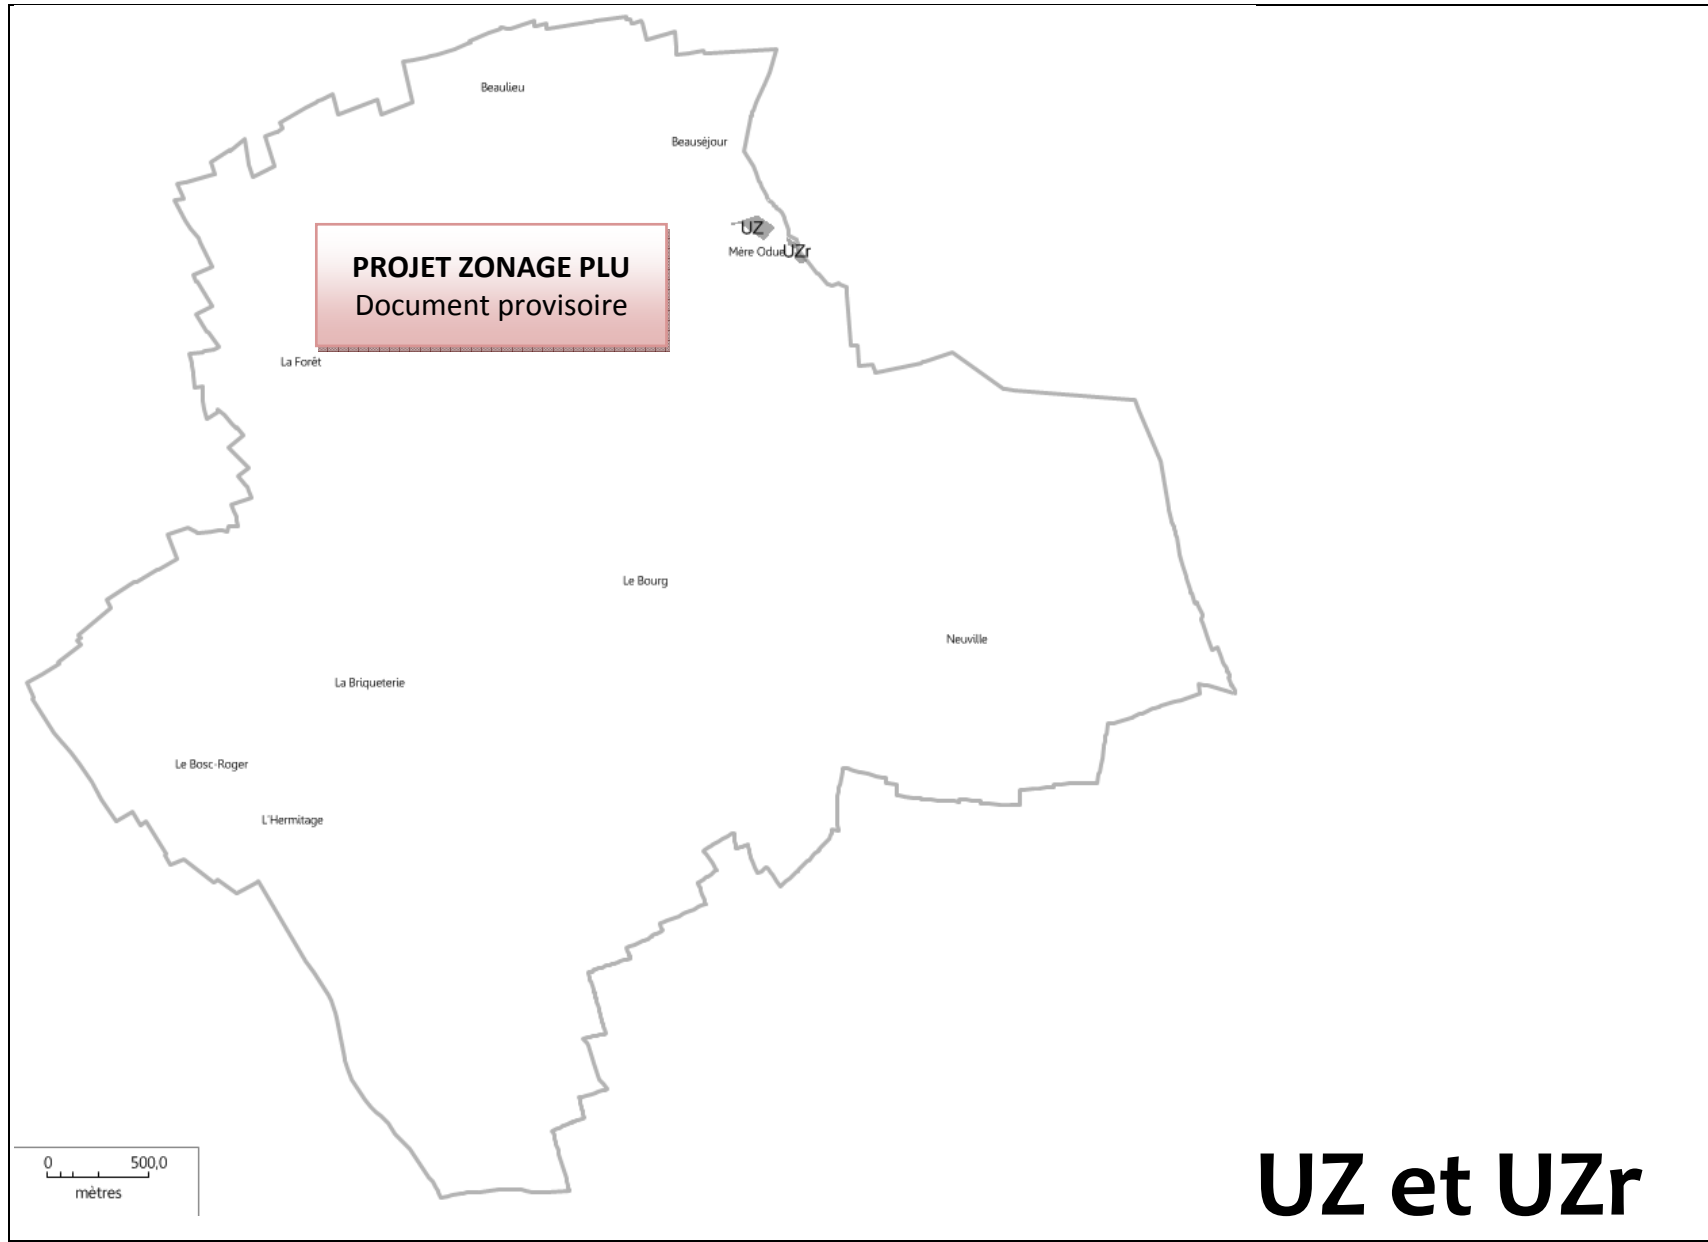 Beaulieu
Beauséjour
UZ
Mère Odue
UZr
PROJET ZONAGE PLU
Document provisoire
La Forêt
Le Bourg
Neuville
La Briqueterie
Le Bosc-Roger
L'Hermitage
0 500,0
mètres
UZ et UZr